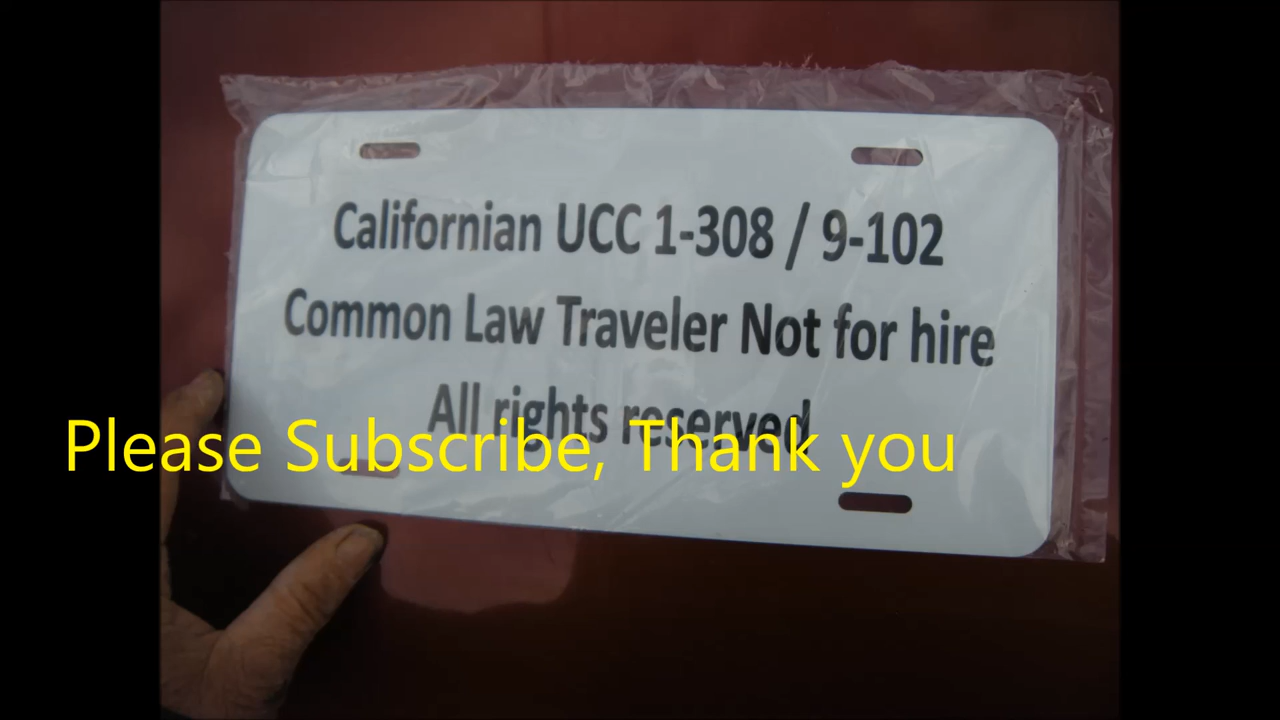 Californian UCC 1-308 / 9-102
Common Law Traveler Not for hire
All rights reserved
Please Subscribe, Thank you